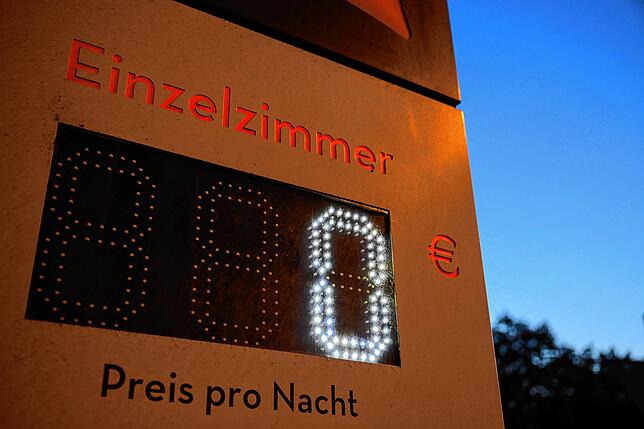 Einzelzimmer
0 €
Preis pro Nacht